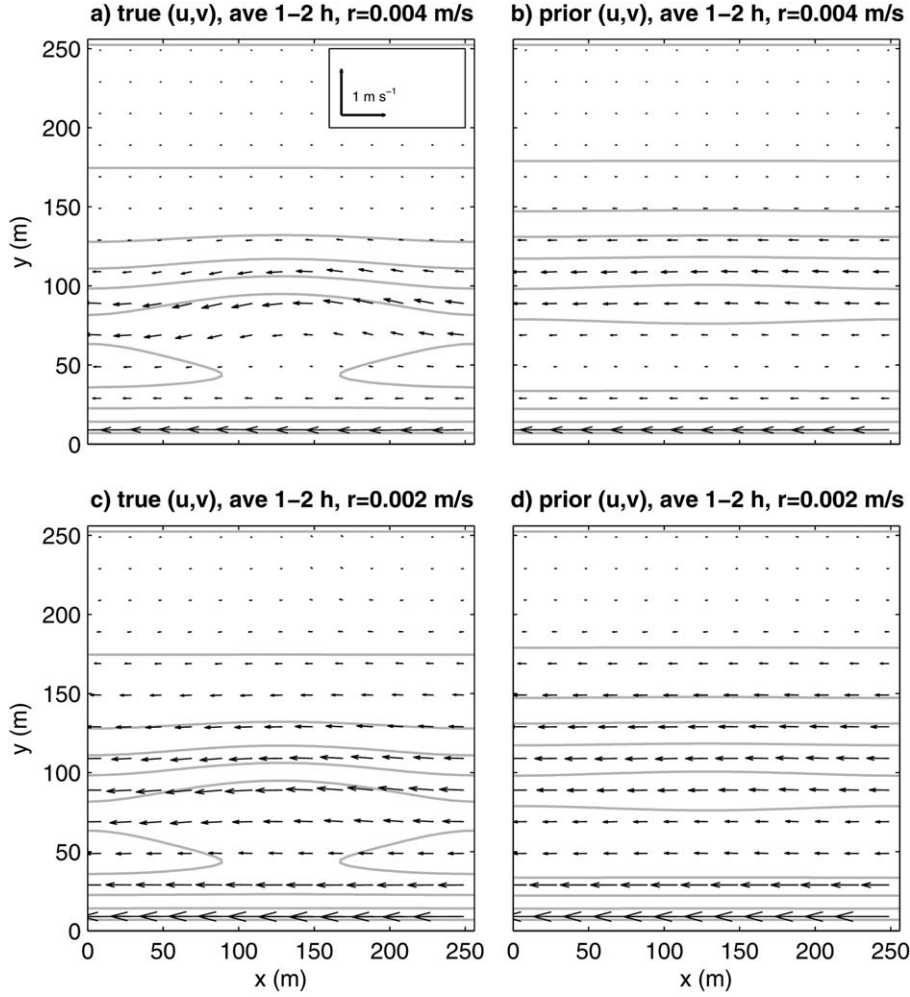 a) true (u,v), ave 1−2 h, r=0.004 m/s
b) prior (u,v), ave 1−2 h, r=0.004 m/s
250
200
150
100
50
0
y (m)
1 m s⁻¹
c) true (u,v), ave 1−2 h, r=0.002 m/s
d) prior (u,v), ave 1−2 h, r=0.002 m/s
250
200
150
100
50
0
y (m)
0 50 100 150 200 250
x (m)
0 50 100 150 200 250
x (m)